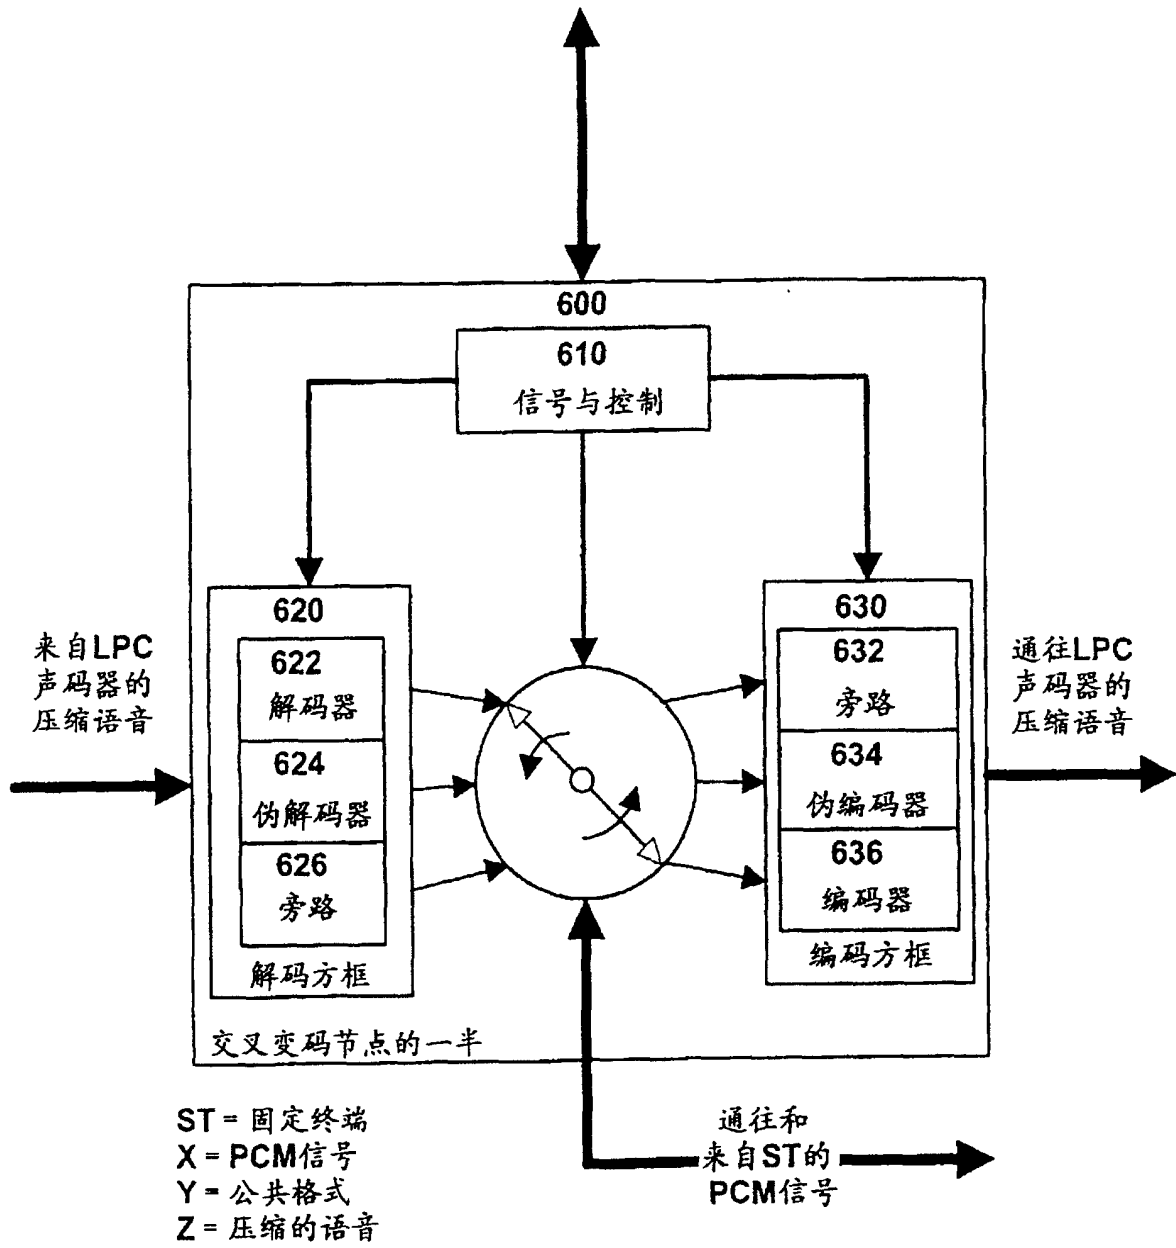 600
610
信号与控制
620
622
解码器
624
伪解码器
626
旁路
解码方框
630
632
旁路
634
伪编码器
636
编码器
编码方框
来自LPC
声码器的
压缩语音
通往LPC
声码器的
压缩语音
交叉变码节点的一半
ST = 固定终端
X = PCM信号
Y = 公共格式
Z = 压缩的语音
通往和
来自ST的
PCM信号